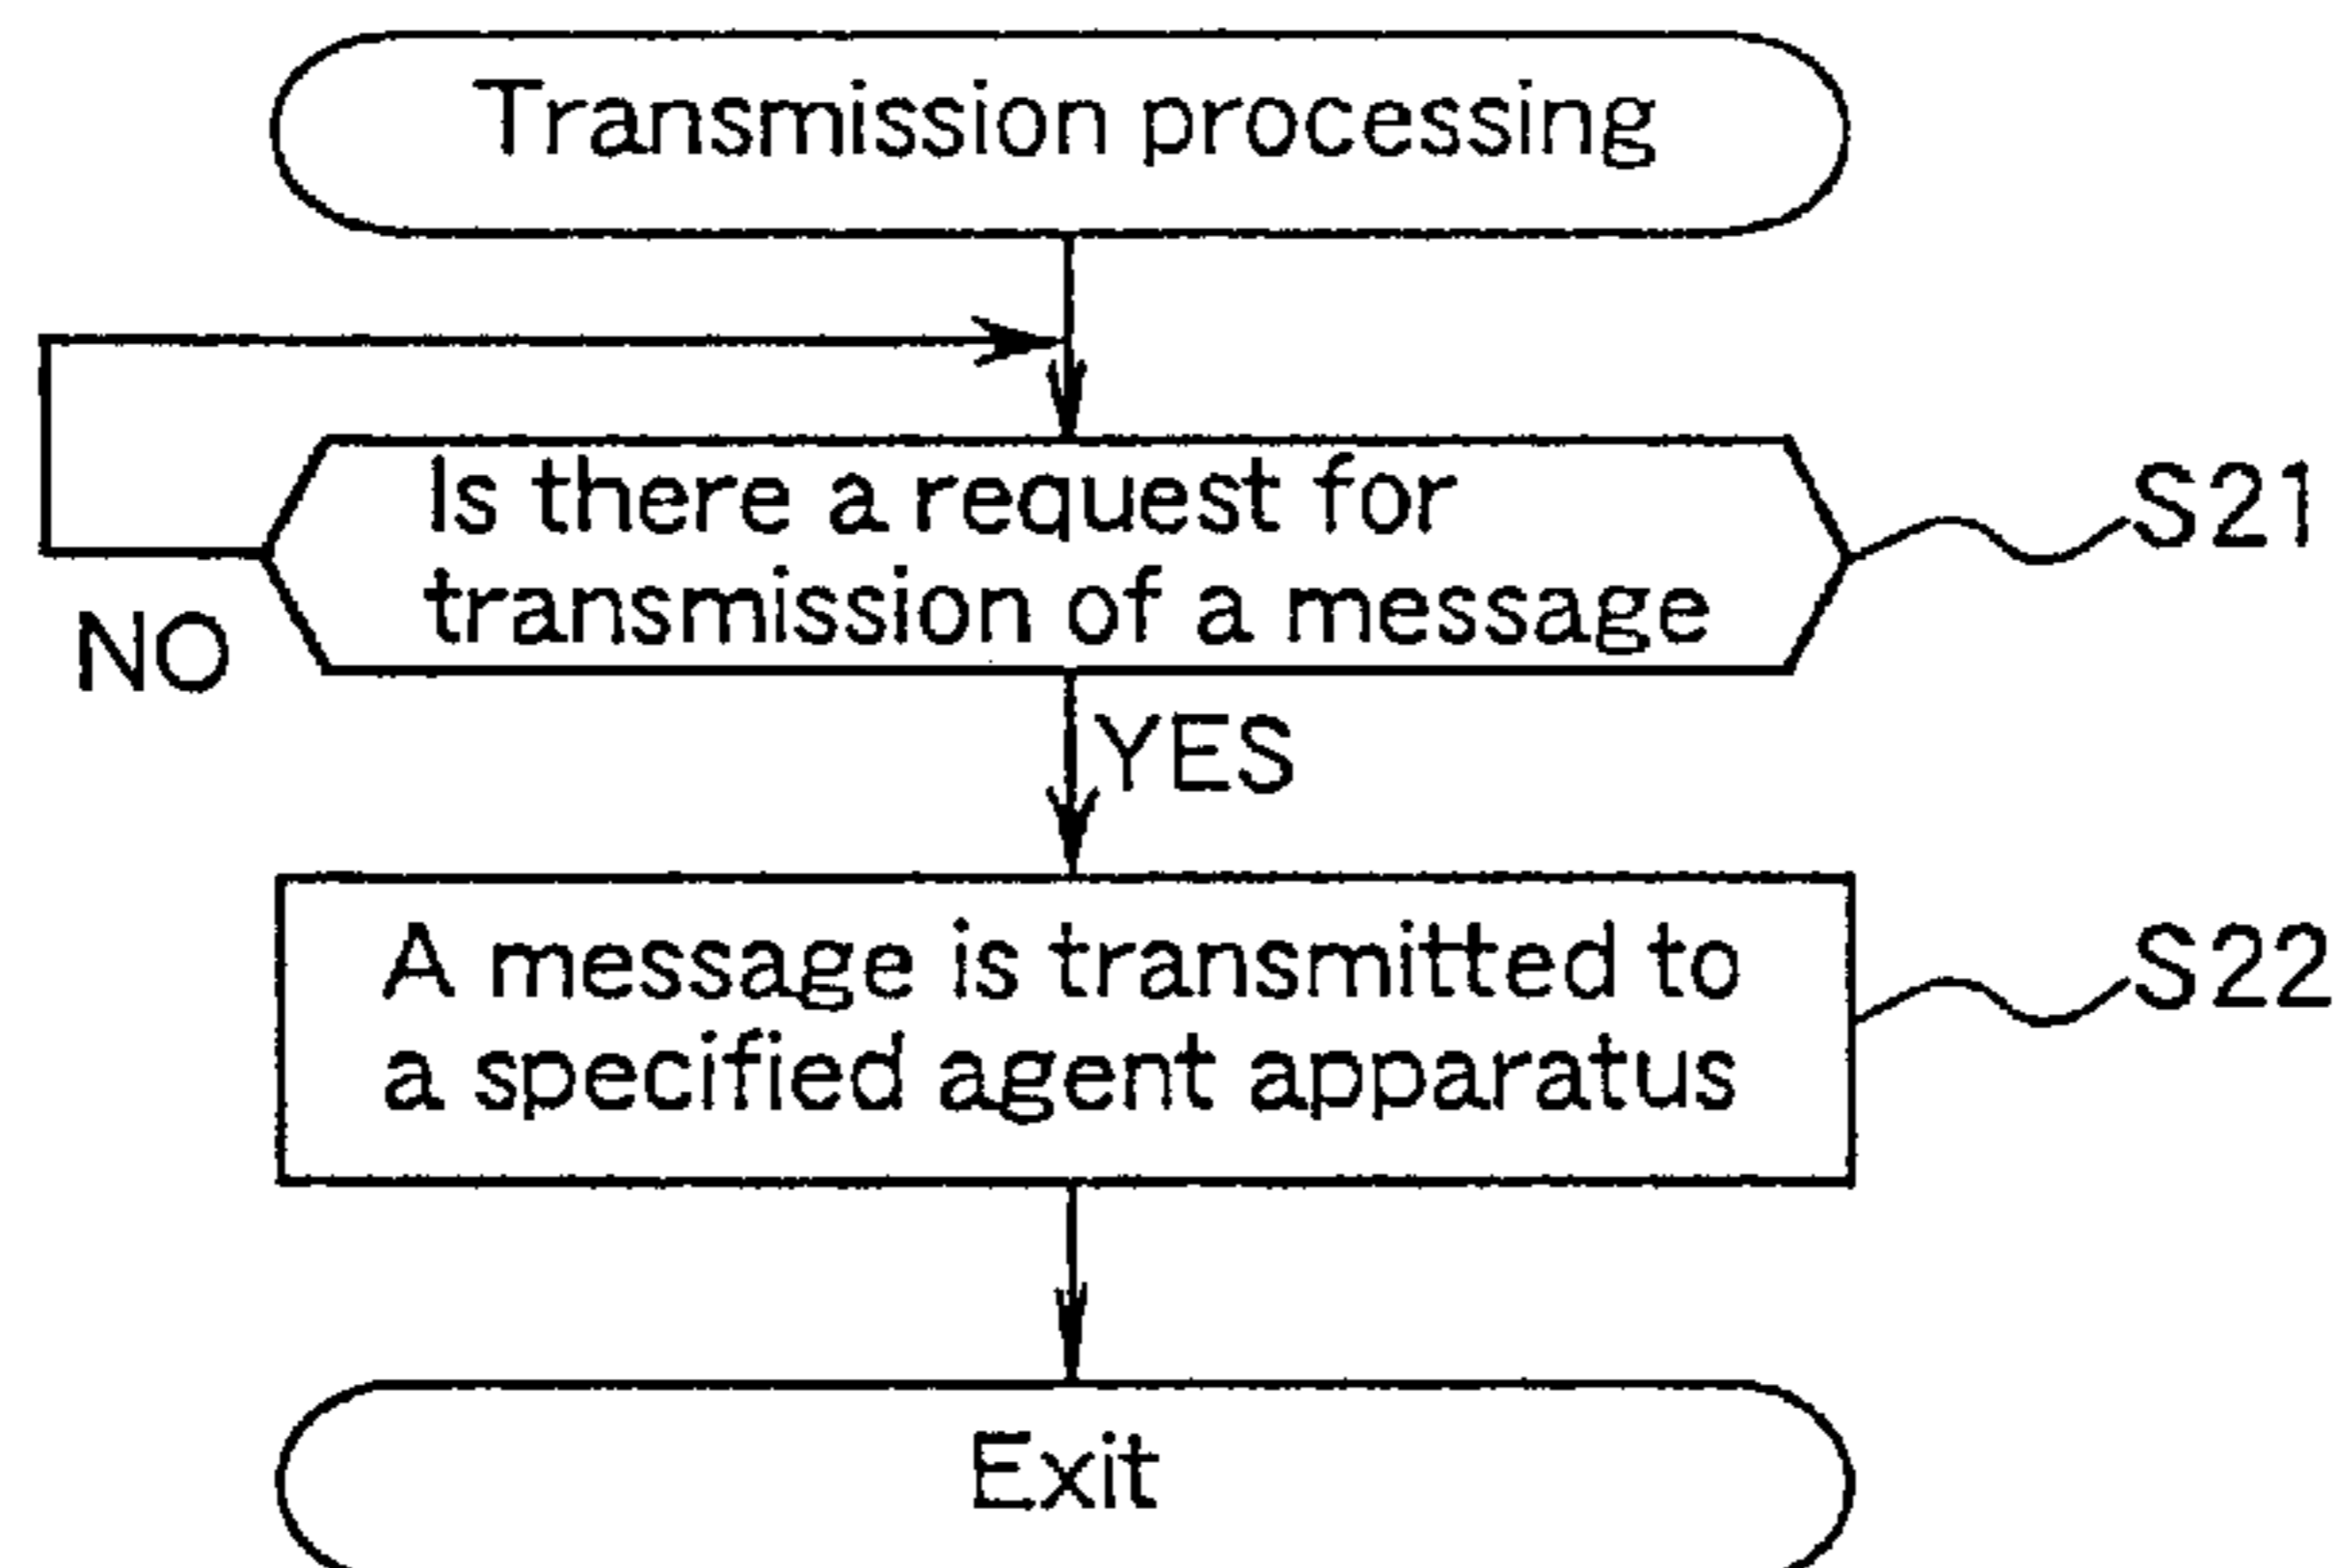 Transmission processing
Is there a request for
transmission of a message
S21
NO
YES
A message is transmitted to
a specified agent apparatus
S22
Exit